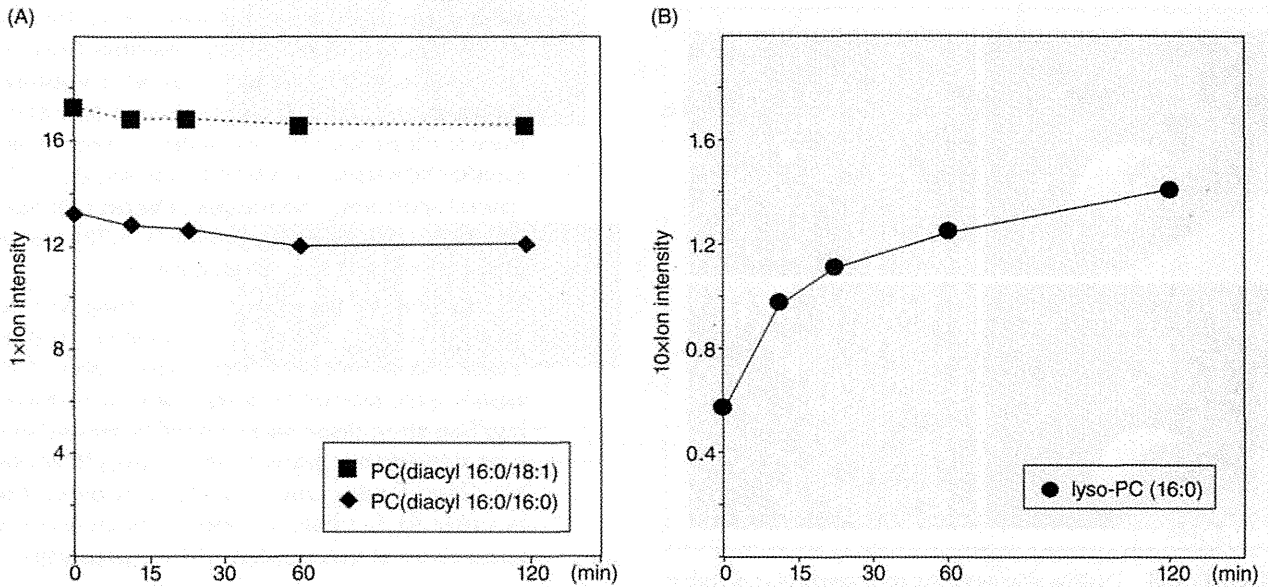 (A)
1×Ion intensity
16
12
8
4
0
15
30
60
120
(min)
PC(diacyl 16:0/18:1)
PC(diacyl 16:0/16:0)
(B)
10×Ion intensity
1.6
1.2
0.8
0.4
0
15
30
60
120
(min)
lyso-PC (16:0)